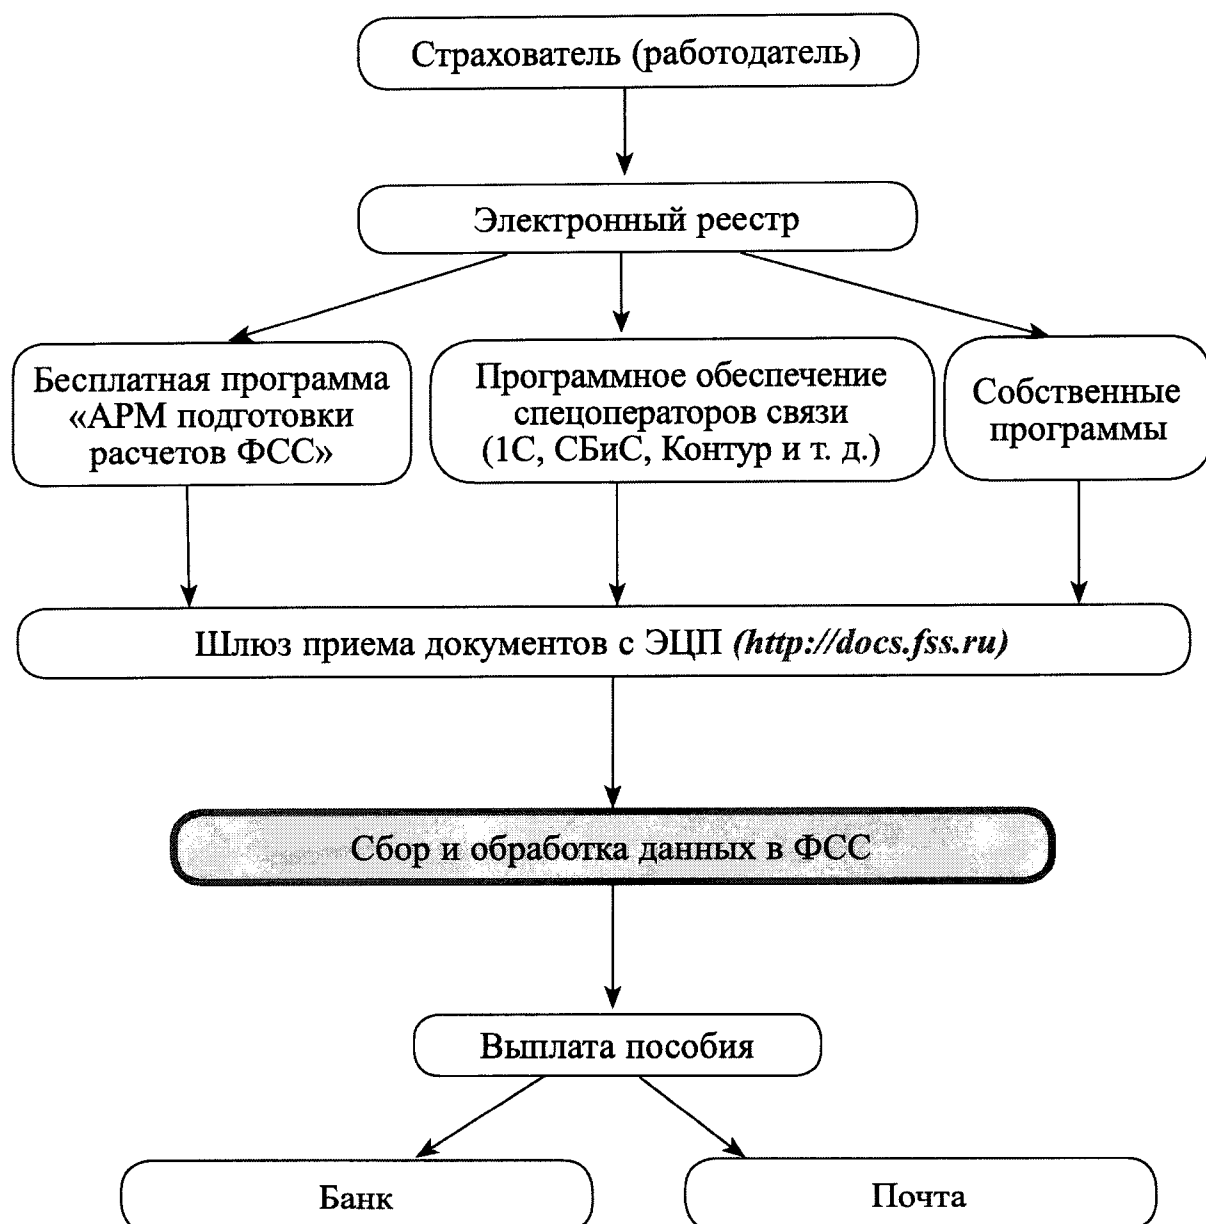 Страхователь (работодатель)
Электронный реестр
Бесплатная программа
«АРМ подготовки
расчетов ФСС»
Программное обеспечение
спецоператоров связи
(1С, СБиС, Контур и т. д.)
Собственные
программы
Шлюз приема документов с ЭЦП (http://docs.fss.ru)
Сбор и обработка данных в ФСС
Выплата пособия
Банк
Почта